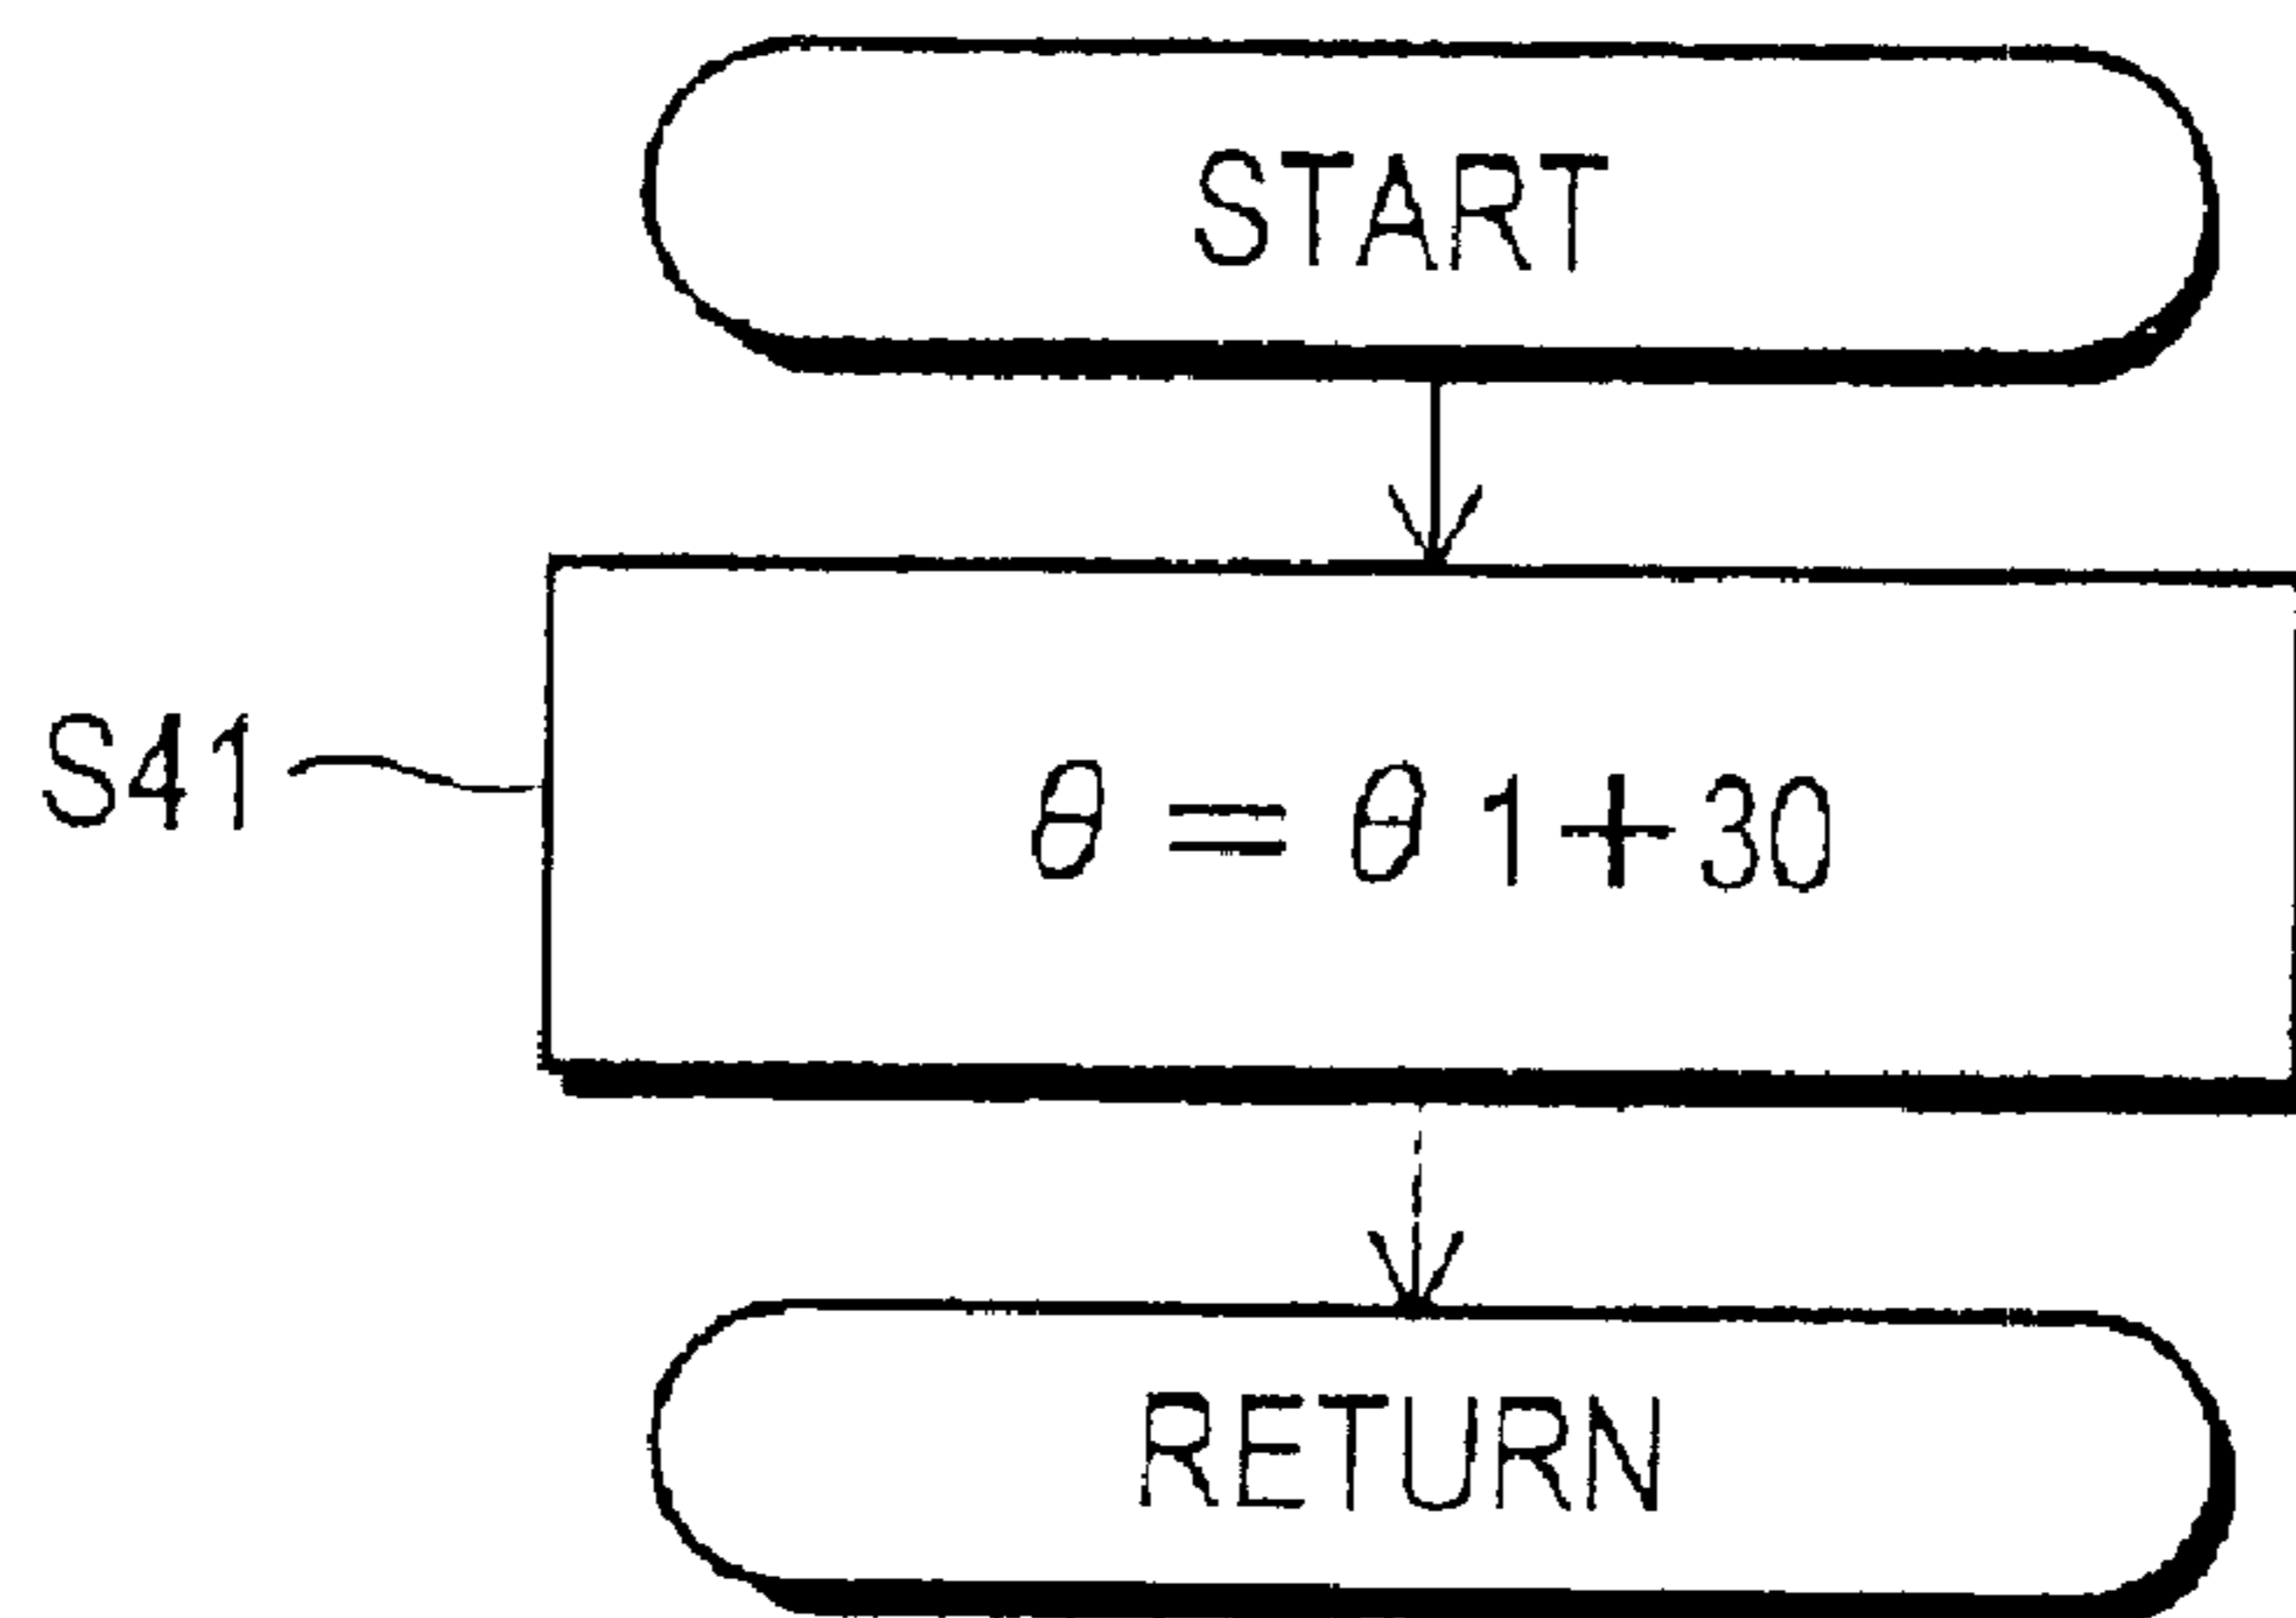 START
S41
θ = θ 1+30
RETURN